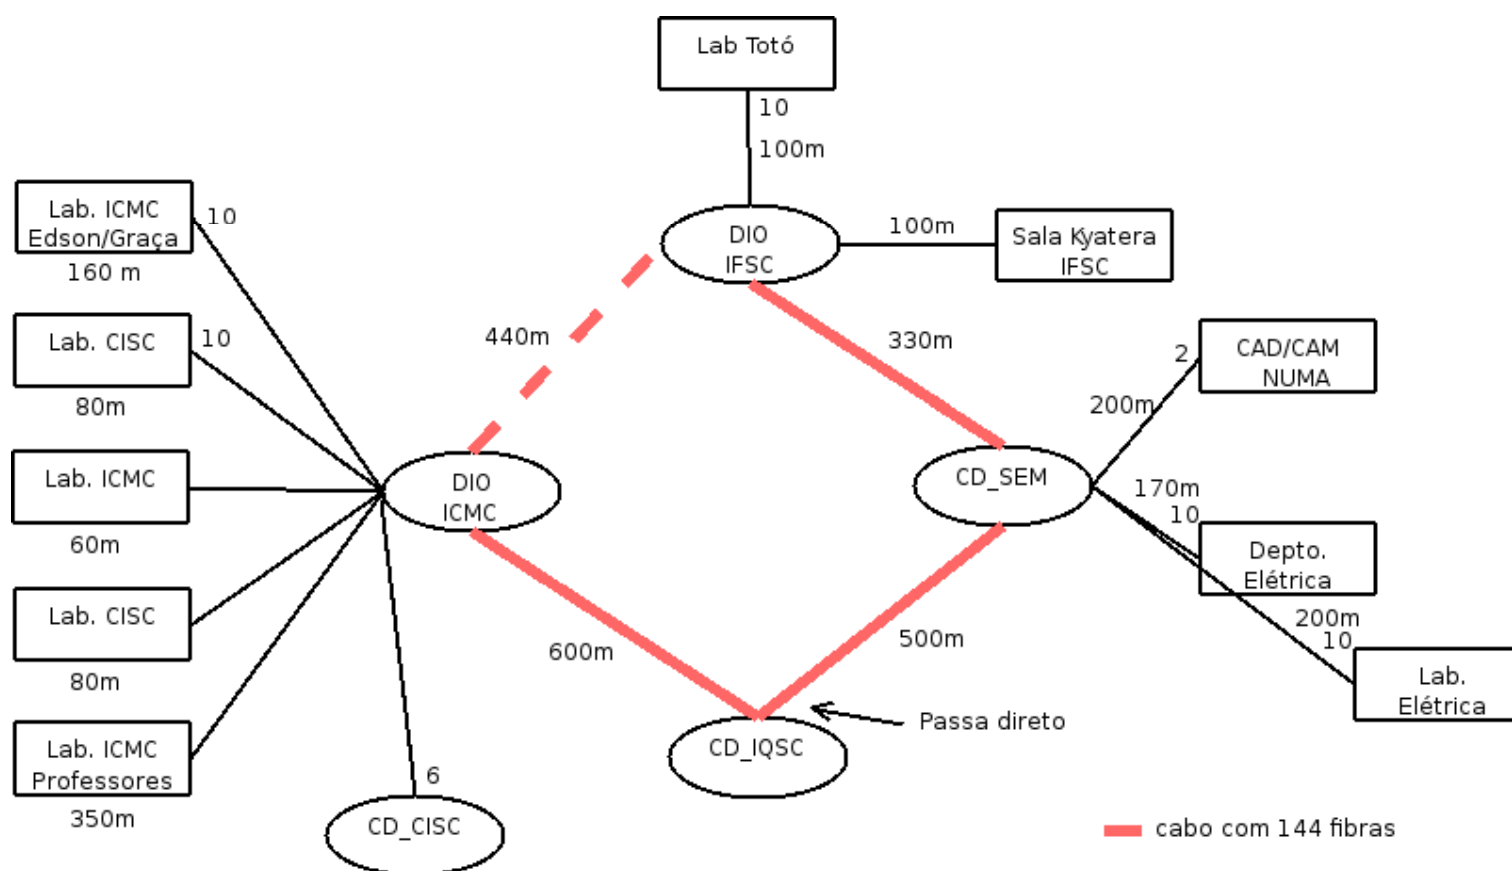 Lab Totó
10
100m
Lab. ICMC
Edson/Graça
10
160 m
DIO
IFSC
100m
Sala Kyatera
IFSC
Lab. CISC
10
80m
440m
330m
2
CAD/CAM
NUMA
200m
Lab. ICMC
60m
DIO
ICMC
CD_SEM
170m
10
Depto.
Elétrica
Lab. CISC
80m
600m
500m
200m
10
Lab.
Elétrica
Lab. ICMC
Professores
350m
6
CD_CISC
CD_IQSC
Passa direto
cabo com 144 fibras